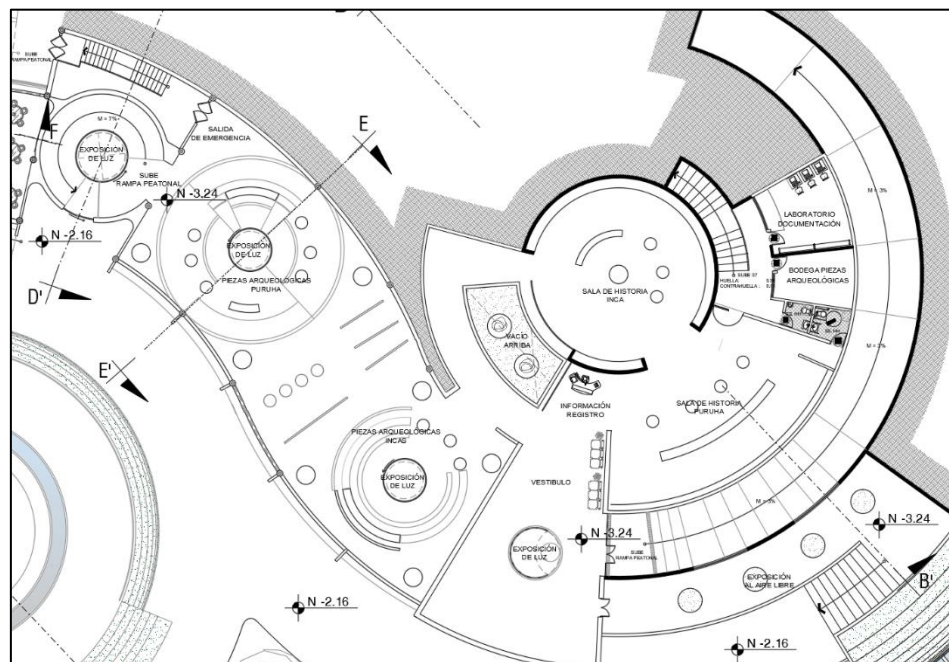 SUBE
RAMPA PEATONAL
M = 7%
F
EXPOSICIÓN
DE LUZ
SALIDA
DE EMERGENCIA
SUBE
RAMPA PEATONAL
N -3.24
N -2.16
D'
E
EXPOSICIÓN
DE LUZ
PIEZAS ARQUEOLÓGICAS
PURUHA
E'
VACIO
ARRIBA
SALA DE HISTORIA
INCA
HUELLA
CONTRAHUELLA :
LABORATORIO
DOCUMENTACIÓN
BODEGA PIEZAS
ARQUEOLÓGICAS
M = 3%
M = 3%
INFORMACIÓN
REGISTRO
SALA DE HISTORIA
PURUHA
PIEZAS ARQUEOLÓGICAS
INCAS
EXPOSICIÓN
DE LUZ
VESTIBULO
M = 3%
N -3.24
EXPOSICIÓN
DE LUZ
SUBE
RAMPA PEATONAL
N -3.24
EXPOSICIÓN
AL AIRE LIBRE
B'
N -2.16
N -2.16